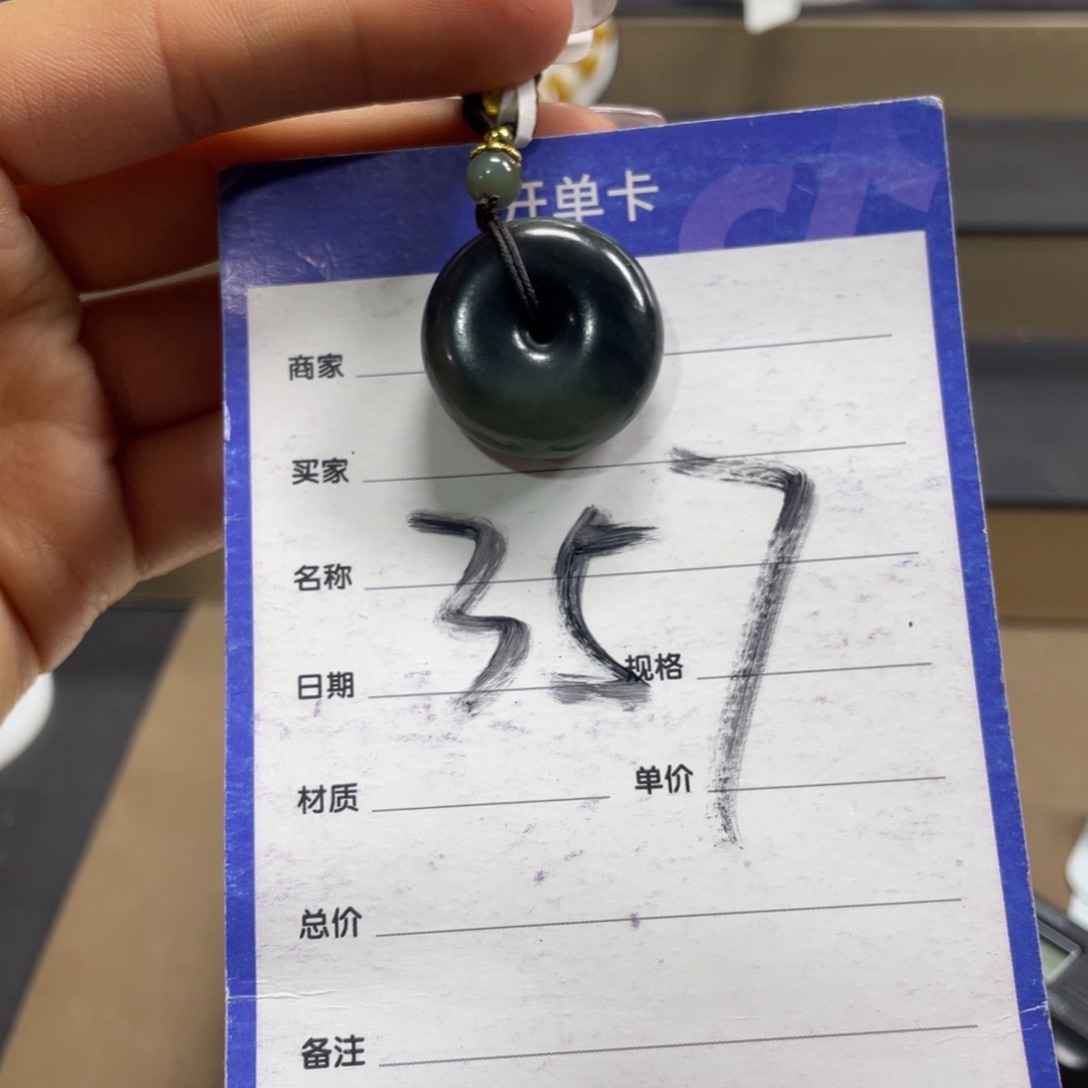 开单卡
商家
买家
名称
357
日期 规格
材质 单价
总价
备注